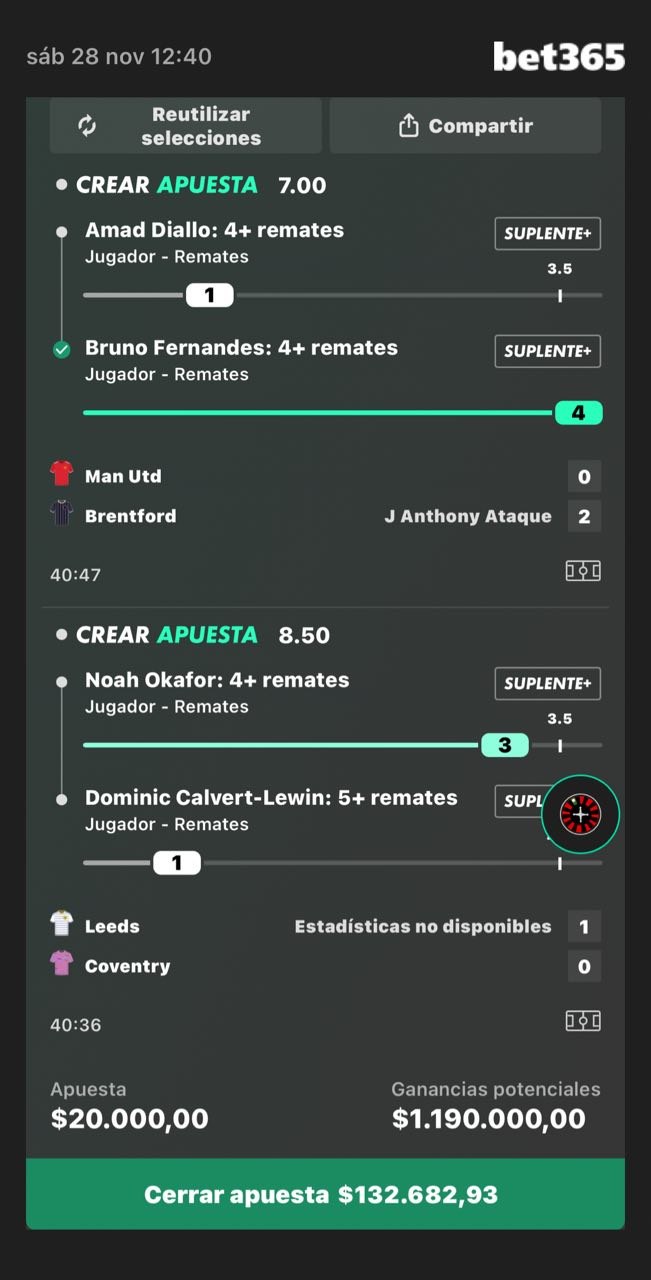 sáb 28 nov 12:40
bet365
Reutilizar
selecciones
Compartir
CREAR APUESTA 7.00
Amad Diallo: 4+ remates
SUPLENTE+
Jugador - Remates
3.5
1
Bruno Fernandes: 4+ remates
SUPLENTE+
Jugador - Remates
4
Man Utd 0
Brentford J Anthony Ataque 2
40:47
CREAR APUESTA 8.50
Noah Okafor: 4+ remates
SUPLENTE+
Jugador - Remates
3.5
3
Dominic Calvert-Lewin: 5+ remates
SUPL
Jugador - Remates
1
Leeds Estadísticas no disponibles 1
Coventry 0
40:36
Apuesta Ganancias potenciales
$20.000,00 $1.190.000,00
Cerrar apuesta $132.682,93